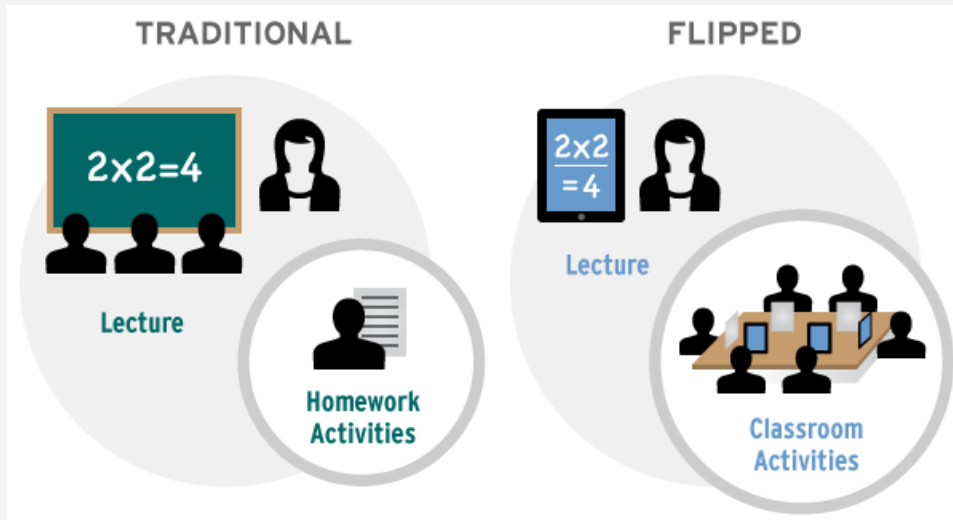 TRADITIONAL
2x2=4
Lecture
Homework
Activities
FLIPPED
2x2
=4
Lecture
Classroom
Activities